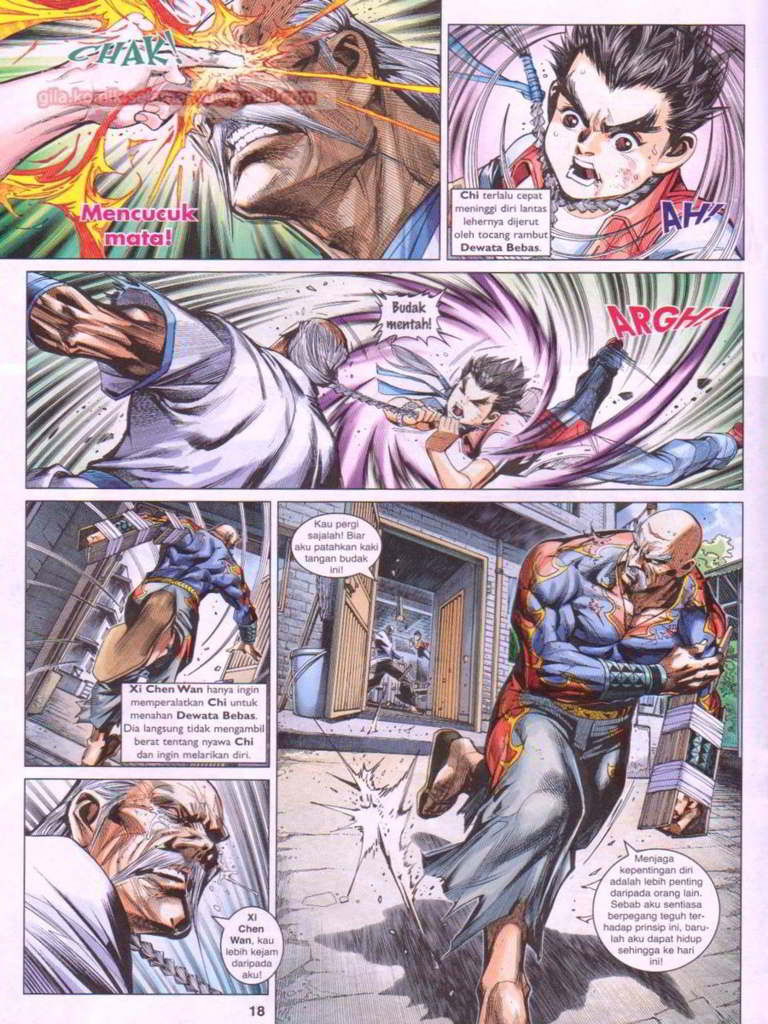 CHAK!
gila.komikselamanya@gmail.com
Mencucuk
mata!
Chi terlalu cepat
meninggi diri lantas
lehernya dijerut
oleh tocang rambut
Dewata Bebas.
AH!
Budak
mentah!
ARGH!
Xi Chen Wan hanya ingin
memperalatkan Chi untuk
menahan Dewata Bebas.
Dia langsung tidak mengambil
berat tentang nyawa Chi
dan ingin melarikan diri.
Kau pergi
sajalah! Biar
aku patahkan kaki
tangan budak
ini!
Xi
Chen
Wan, kau
lebih kejam
daripada
aku!
Menjaga
kepentingan diri
adalah lebih penting
daripada orang lain.
Sebab aku sentiasa
berpegang teguh ter-
hadap prinsip ini, baru-
lah aku dapat hidup
sehingga ke hari
ini!
18